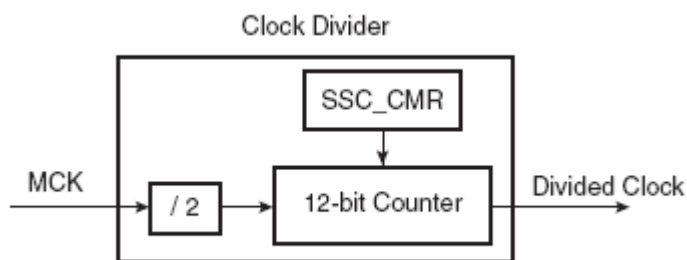 Clock Divider
SSC_CMR
MCK
/ 2
12-bit Counter
Divided Clock